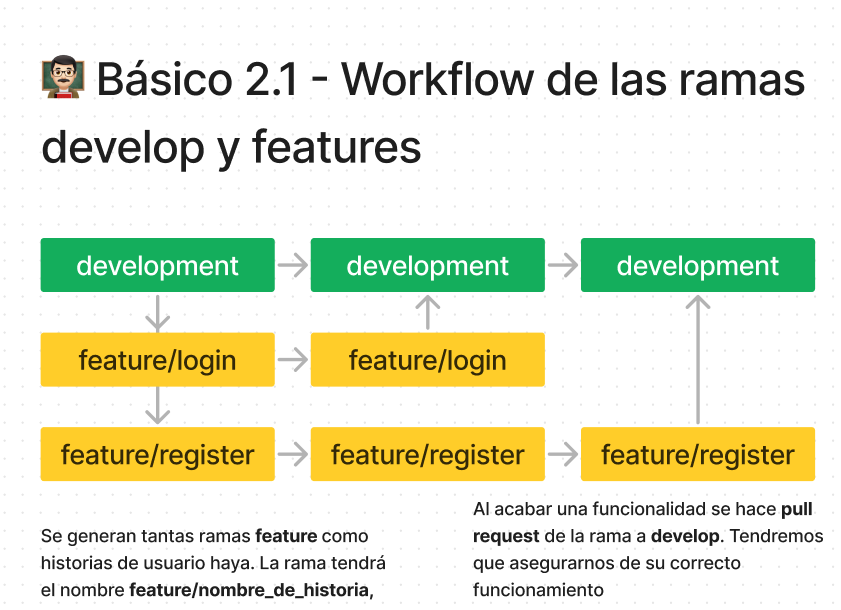 Básico 2.1 - Workflow de las ramas
develop y features
development
development
development
feature/login
feature/login
feature/register
feature/register
feature/register
Se generan tantas ramas feature como
historias de usuario haya. La rama tendrá
el nombre feature/nombre_de_historia,
Al acabar una funcionalidad se hace pull
request de la rama a develop. Tendremos
que asegurarnos de su correcto
funcionamiento